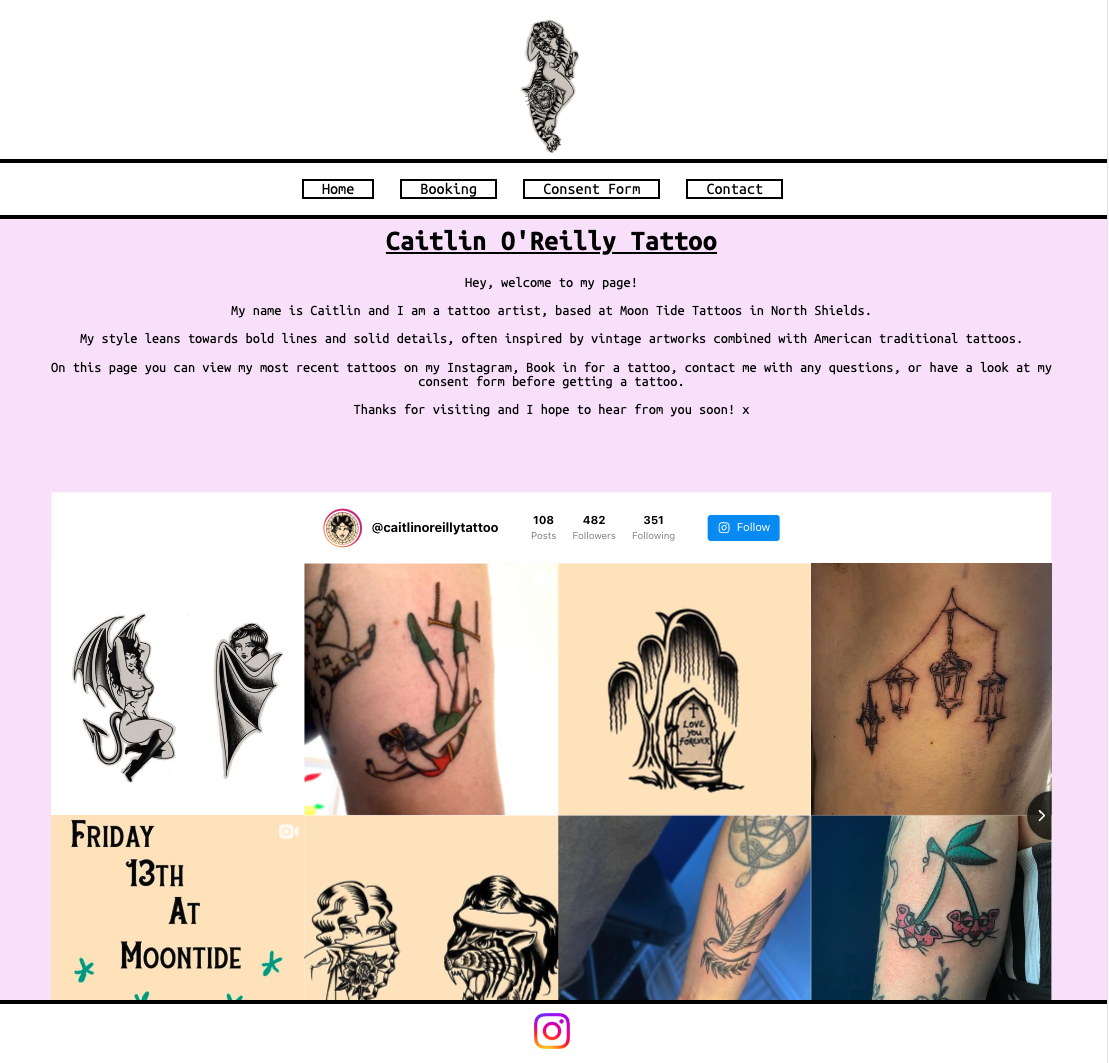 Home Booking Consent Form Contact
Caitlin O'Reilly Tattoo
Hey, welcome to my page!
My name is Caitlin and I am a tattoo artist, based at Moon Tide Tattoos in North Shields.
My style leans towards bold lines and solid details, often inspired by vintage artworks combined with American traditional tattoos.
On this page you can view my most recent tattoos on my Instagram, Book in for a tattoo, contact me with any questions, or have a look at my
consent form before getting a tattoo.
Thanks for visiting and I hope to hear from you soon! x
@caitlinoreillytattoo
108 482 351
Posts Followers Following
Follow
LOVE
YOU
FOREVER
FRIDAY
13TH
AT
MOONTIDE